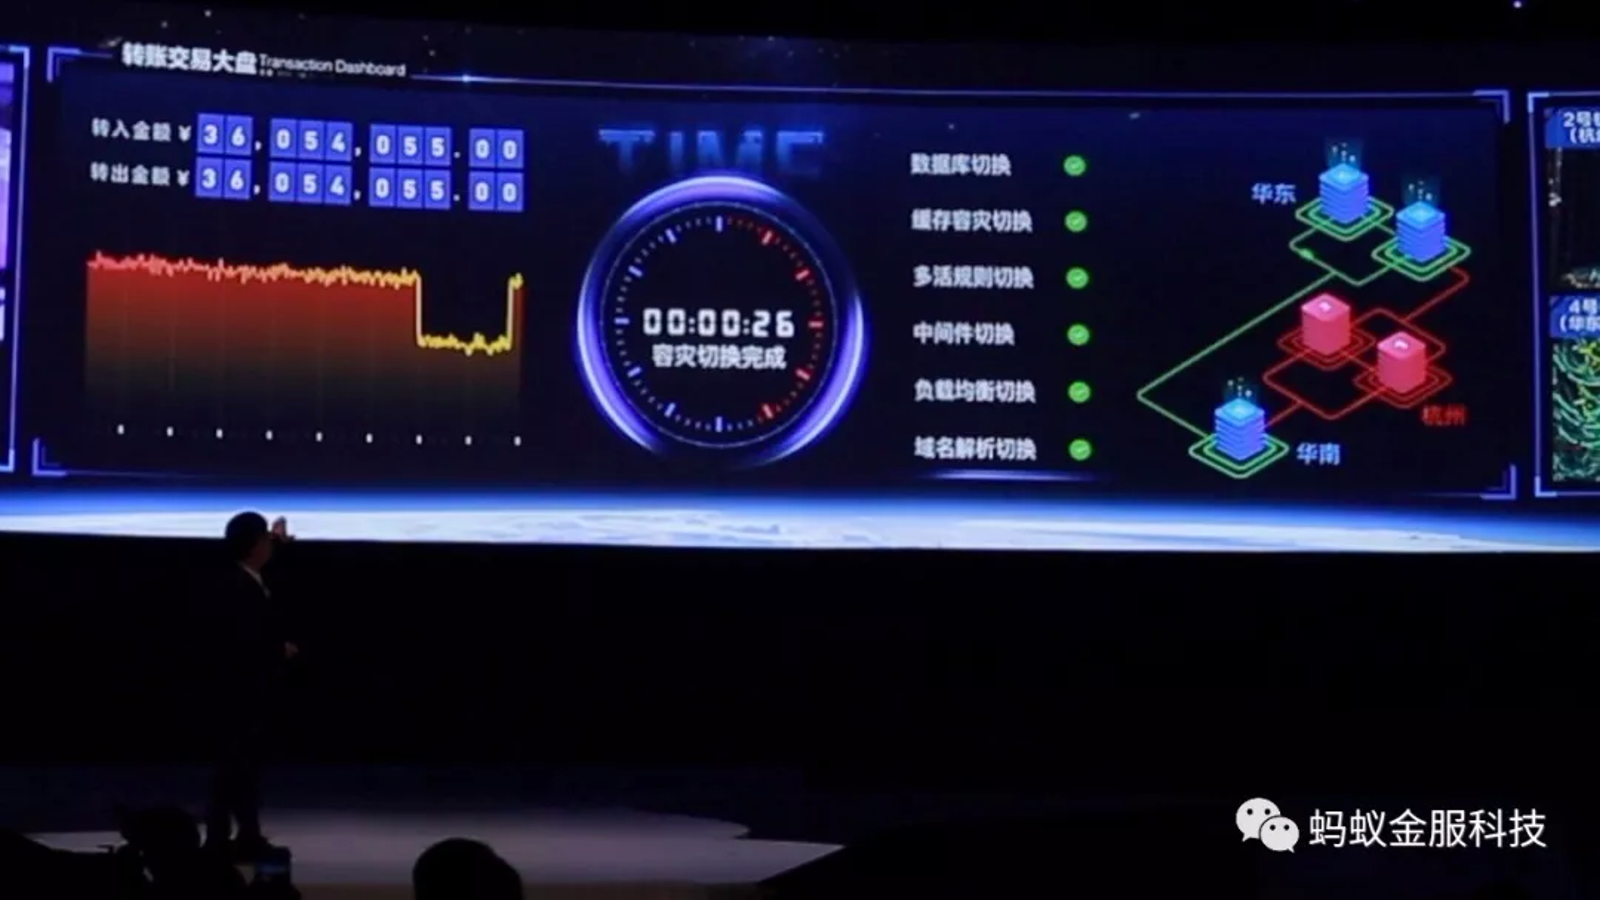 转账交易大盘 Transaction Dashboard
转入金额 ¥ 36,054,055.00
转出金额 ¥ 36,054,055.00
TIME
00:00:26
容灾切换完成
数据库切换
缓存容灾切换
多活规则切换
中间件切换
负载均衡切换
域名解析切换
华东
杭州
华南
2号
(杭
4号
(华东
蚂蚁金服科技